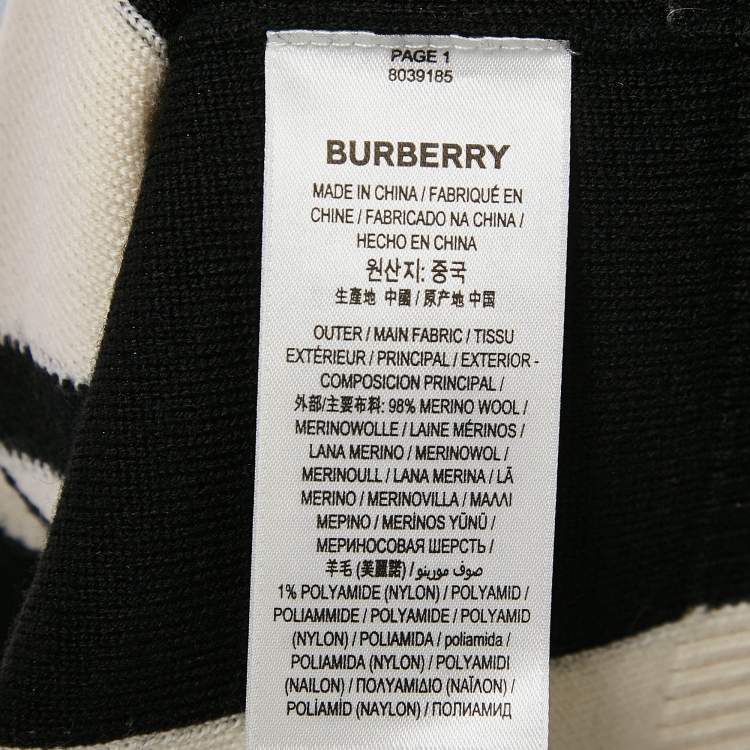 PAGE 1
8039185
BURBERRY
MADE IN CHINA / FABRIQUÉ EN
CHINE / FABRICADO NA CHINA /
HECHO EN CHINA
원산지: 중국
生產地 中國 / 原产地 中国
OUTER / MAIN FABRIC / TISSU
EXTÉRIEUR / PRINCIPAL / EXTERIOR -
COMPOSICION PRINCIPAL /
外部/主要布料: 98% MERINO WOOL /
MERINOWOLLE / LAINE MÉRINOS /
LANA MERINO / MERINOWOL /
MERINOULL / LANA MERINA / LÃ
MERINO / MERINOVILLA / ΜΑΛΛΙ
ΜΕΡΙΝΟ / MERİNOS YÜNÜ /
МЕРИНОСОВАЯ ШЕРСТЬ /
羊毛 (美麗諾) / صوف مورينو /
1% POLYAMIDE (NYLON) / POLYAMID /
POLIAMMIDE / POLYAMIDE / POLYAMID
(NYLON) / POLIAMIDA / poliamida /
POLIAMIDA (NYLON) / POLYAMIDI
(NAILON) / ΠΟΛΥΑΜΙΔΙΟ (ΝΑΪΛΟΝ) /
POLİAMİD (NAYLON) / ПОЛИАМИД